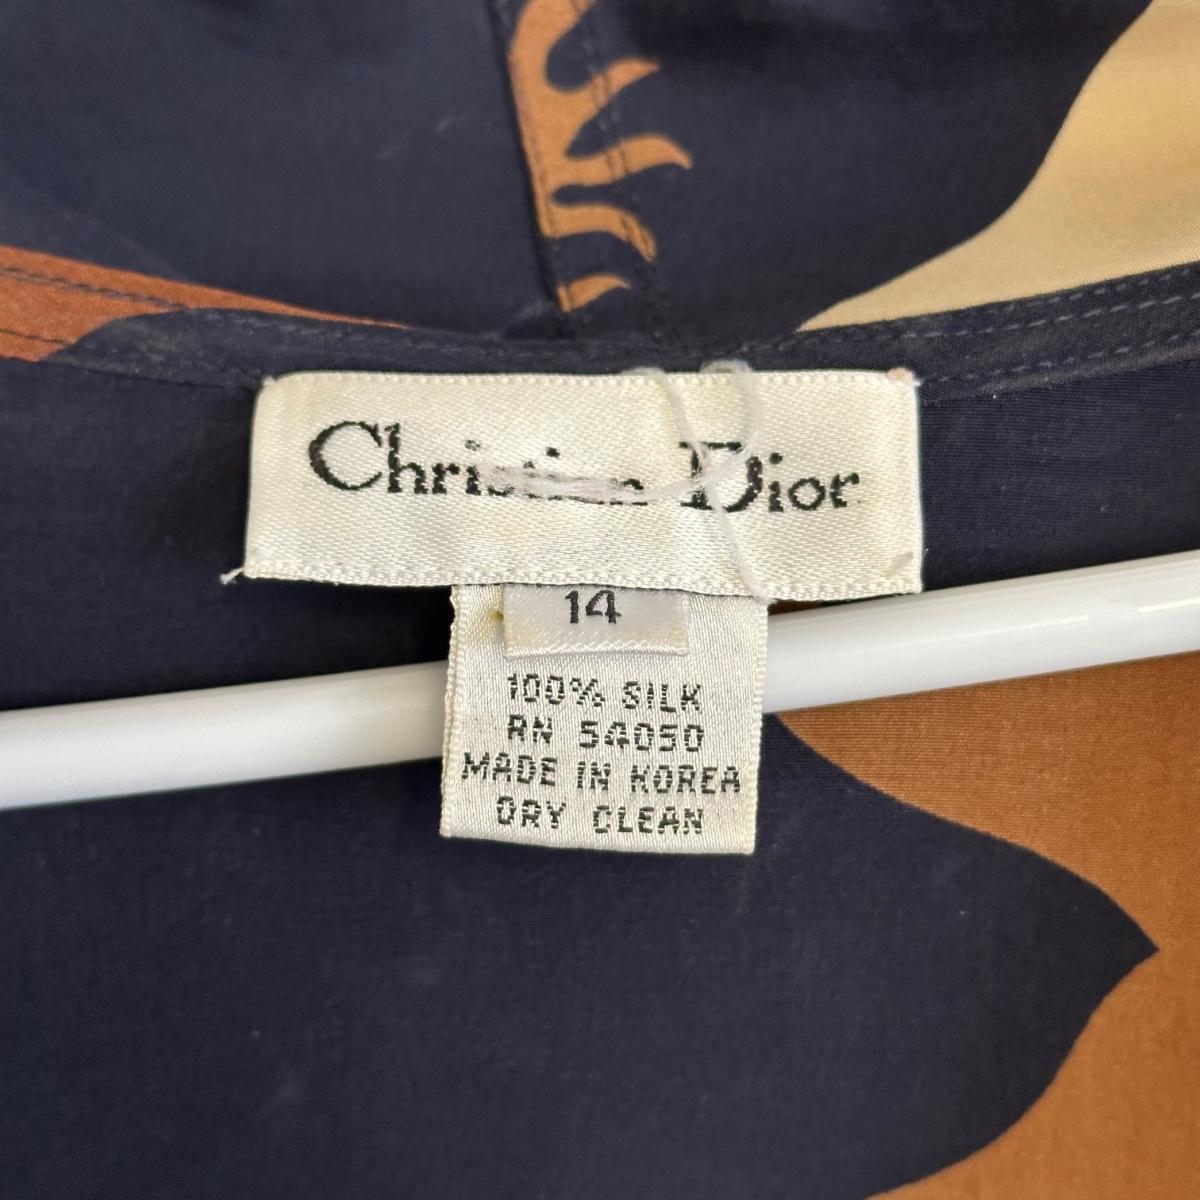 Christian Dior
14
100% SILK
RN 54050
MADE IN KOREA
DRY CLEAN